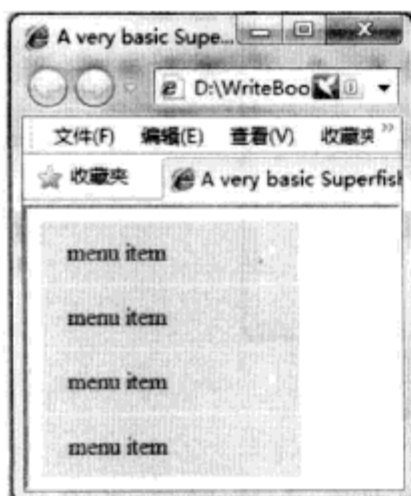 A very basic Supe...
D:\WriteBoo
文件(F) 编辑(E) 查看(V) 收藏夹 »
收藏夹 A very basic Superfish
menu item
menu item
menu item
menu item